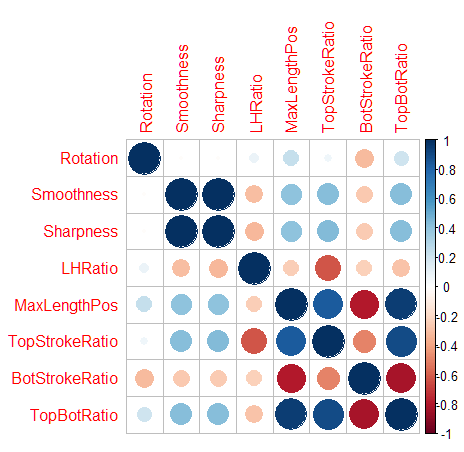 Rotation
Smoothness
Sharpness
LHRatio
MaxLengthPos
TopStrokeRatio
BotStrokeRatio
TopBotRatio
Rotation
Smoothness
Sharpness
LHRatio
MaxLengthPos
TopStrokeRatio
BotStrokeRatio
TopBotRatio
1
0.8
0.6
0.4
0.2
0
-0.2
-0.4
-0.6
-0.8
-1